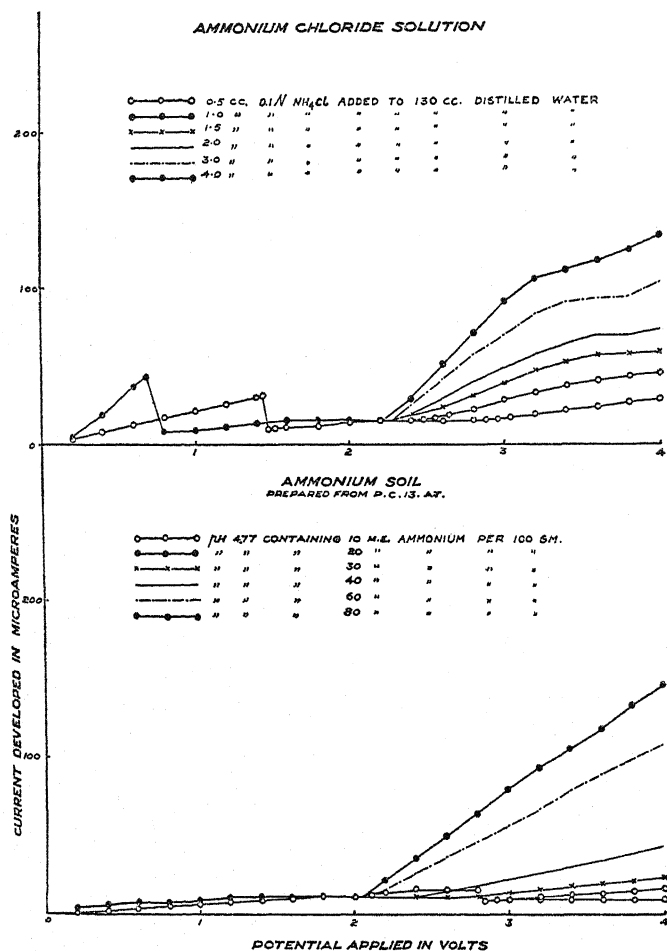 AMMONIUM CHLORIDE SOLUTION
0.5 CC. 0.1N NH4Cl ADDED TO 130 CC. DISTILLED WATER
1.0 " " " " " " " "
1.5 " " " " " " " "
2.0 " " " " " " " "
3.0 " " " " " " " "
4.0 " " " " " " " "
200
100
0
1
2
3
4
AMMONIUM SOIL
PREPARED FROM P.C.13. A.T.
pH 4.77 CONTAINING 10 M.E. AMMONIUM PER 100 GM.
" " " 20 " " " "
" " " 30 " " " "
" " " 40 " " " "
" " " 60 " " " "
" " " 80 " " " "
CURRENT DEVELOPED IN MICROAMPERES
200
100
0
1
2
3
4
POTENTIAL APPLIED IN VOLTS